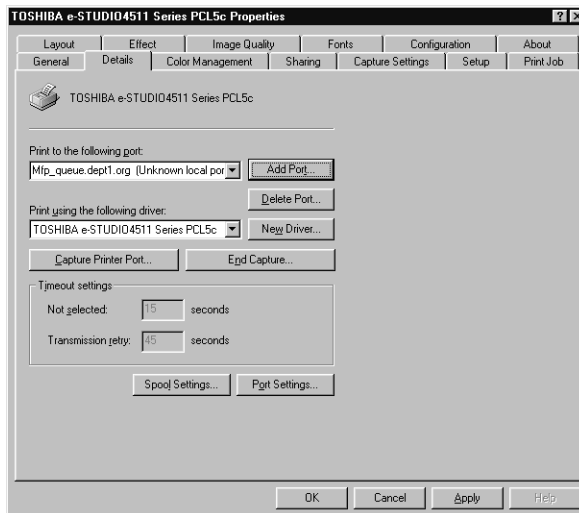 TOSHIBA e-STUDIO4511 Series PCL5c Properties
Layout Effect Image Quality Fonts Configuration About
General Details Color Management Sharing Capture Settings Setup Print Job
TOSHIBA e-STUDIO4511 Series PCL5c
Print to the following port:
Mfp_queue.dept1.org (Unknown local por Add Port...
Delete Port...
Print using the following driver:
TOSHIBA e-STUDIO4511 Series PCL5c New Driver...
Capture Printer Port... End Capture...
Timeout settings
Not selected: 15 seconds
Transmission retry: 45 seconds
Spool Settings... Port Settings...
OK Cancel Apply Help